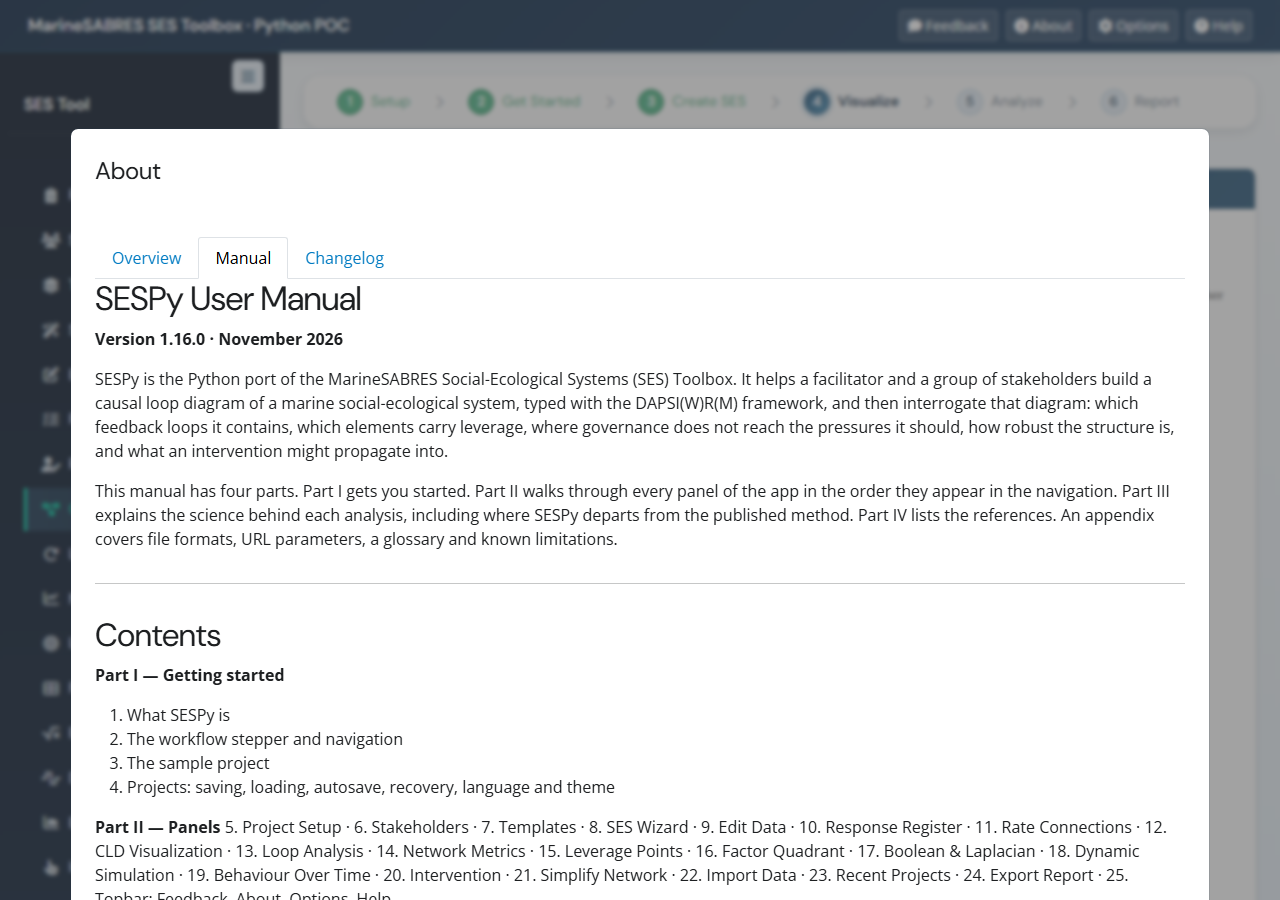 MarineSABRES SES Toolbox · Python POC
Feedback
About
Options
Help
SES Tool
1 Setup
2 Get Started
3 Create SES
4 Visualize
5 Analyze
6 Report
About
Overview
Manual
Changelog
SESPy User Manual
Version 1.16.0 · November 2026
SESPy is the Python port of the MarineSABRES Social-Ecological Systems (SES) Toolbox. It helps a facilitator and a group of stakeholders build a
causal loop diagram of a marine social-ecological system, typed with the DAPSI(W)R(M) framework, and then interrogate that diagram: which
feedback loops it contains, which elements carry leverage, where governance does not reach the pressures it should, how robust the structure is,
and what an intervention might propagate into.
This manual has four parts. Part I gets you started. Part II walks through every panel of the app in the order they appear in the navigation. Part III
explains the science behind each analysis, including where SESPy departs from the published method. Part IV lists the references. An appendix
covers file formats, URL parameters, a glossary and known limitations.
Contents
Part I — Getting started
1. What SESPy is
2. The workflow stepper and navigation
3. The sample project
4. Projects: saving, loading, autosave, recovery, language and theme
Part II — Panels 5. Project Setup · 6. Stakeholders · 7. Templates · 8. SES Wizard · 9. Edit Data · 10. Response Register · 11. Rate Connections · 12.
CLD Visualization · 13. Loop Analysis · 14. Network Metrics · 15. Leverage Points · 16. Factor Quadrant · 17. Boolean & Laplacian · 18. Dynamic
Simulation · 19. Behaviour Over Time · 20. Intervention · 21. Simplify Network · 22. Import Data · 23. Recent Projects · 24. Export Report · 25.
Topbar: Feedback, About, Options, Help